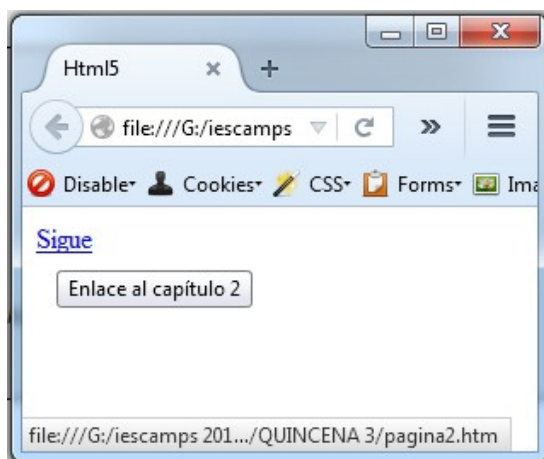 Html5
file:///G:/iescamps
Disable Cookies CSS Forms
Sigue
Enlace al capítulo 2
file:///G:/iescamps 201.../QUINCENA 3/pagina2.htm